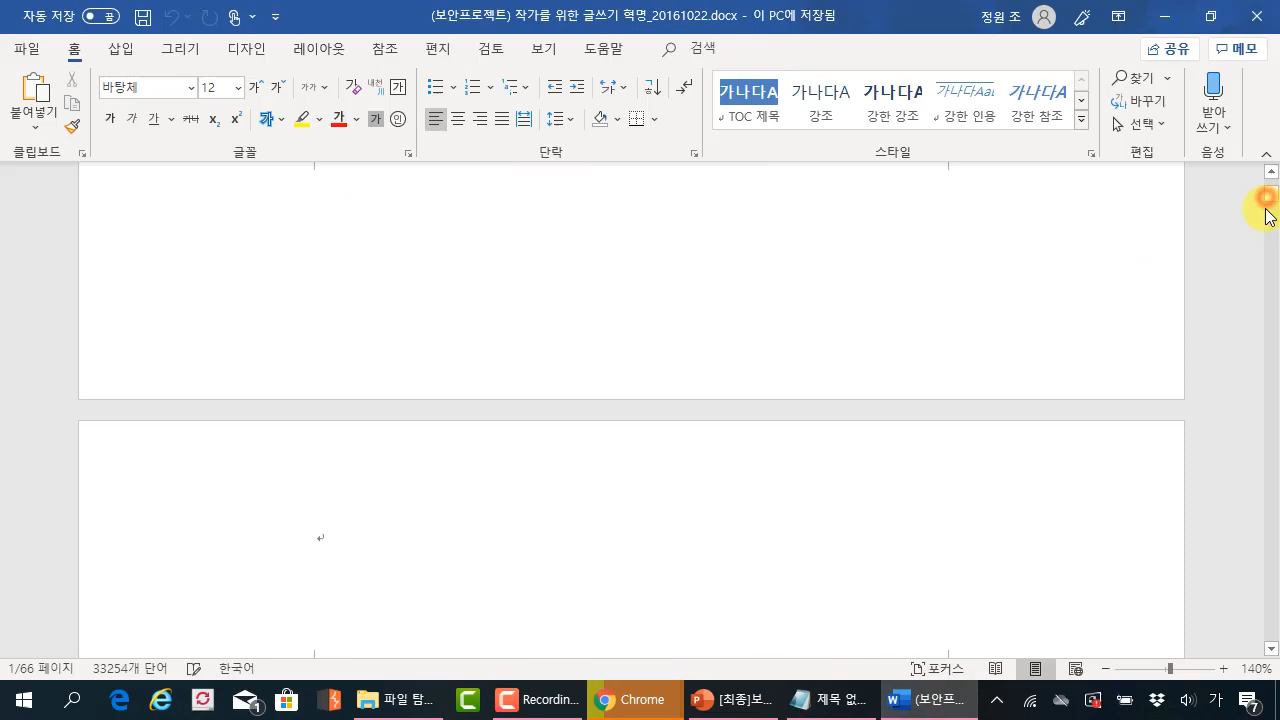 자동 저장 끔
(보안프로젝트) 작가를 위한 글쓰기 혁명_20161022.docx - 이 PC에 저장됨
정원 조
파일 홈 삽입 그리기 디자인 레이아웃 참조 편지 검토 보기 도움말 검색 공유 메모
바탕체 12
붙여넣기
가나다A 가나다A 가나다A 가나다Aa 가나다A
TOC 제목 강조 강한 강조 강한 인용 강한 참조
찾기
바꾸기
선택
받아
쓰기
클립보드 글꼴 단락 스타일 편집 음성
1/66 페이지 33254개 단어 한국어 포커스 140%
파일 탐... Recordin... Chrome [최종]보... 제목 없... (보안프... 가
1
7